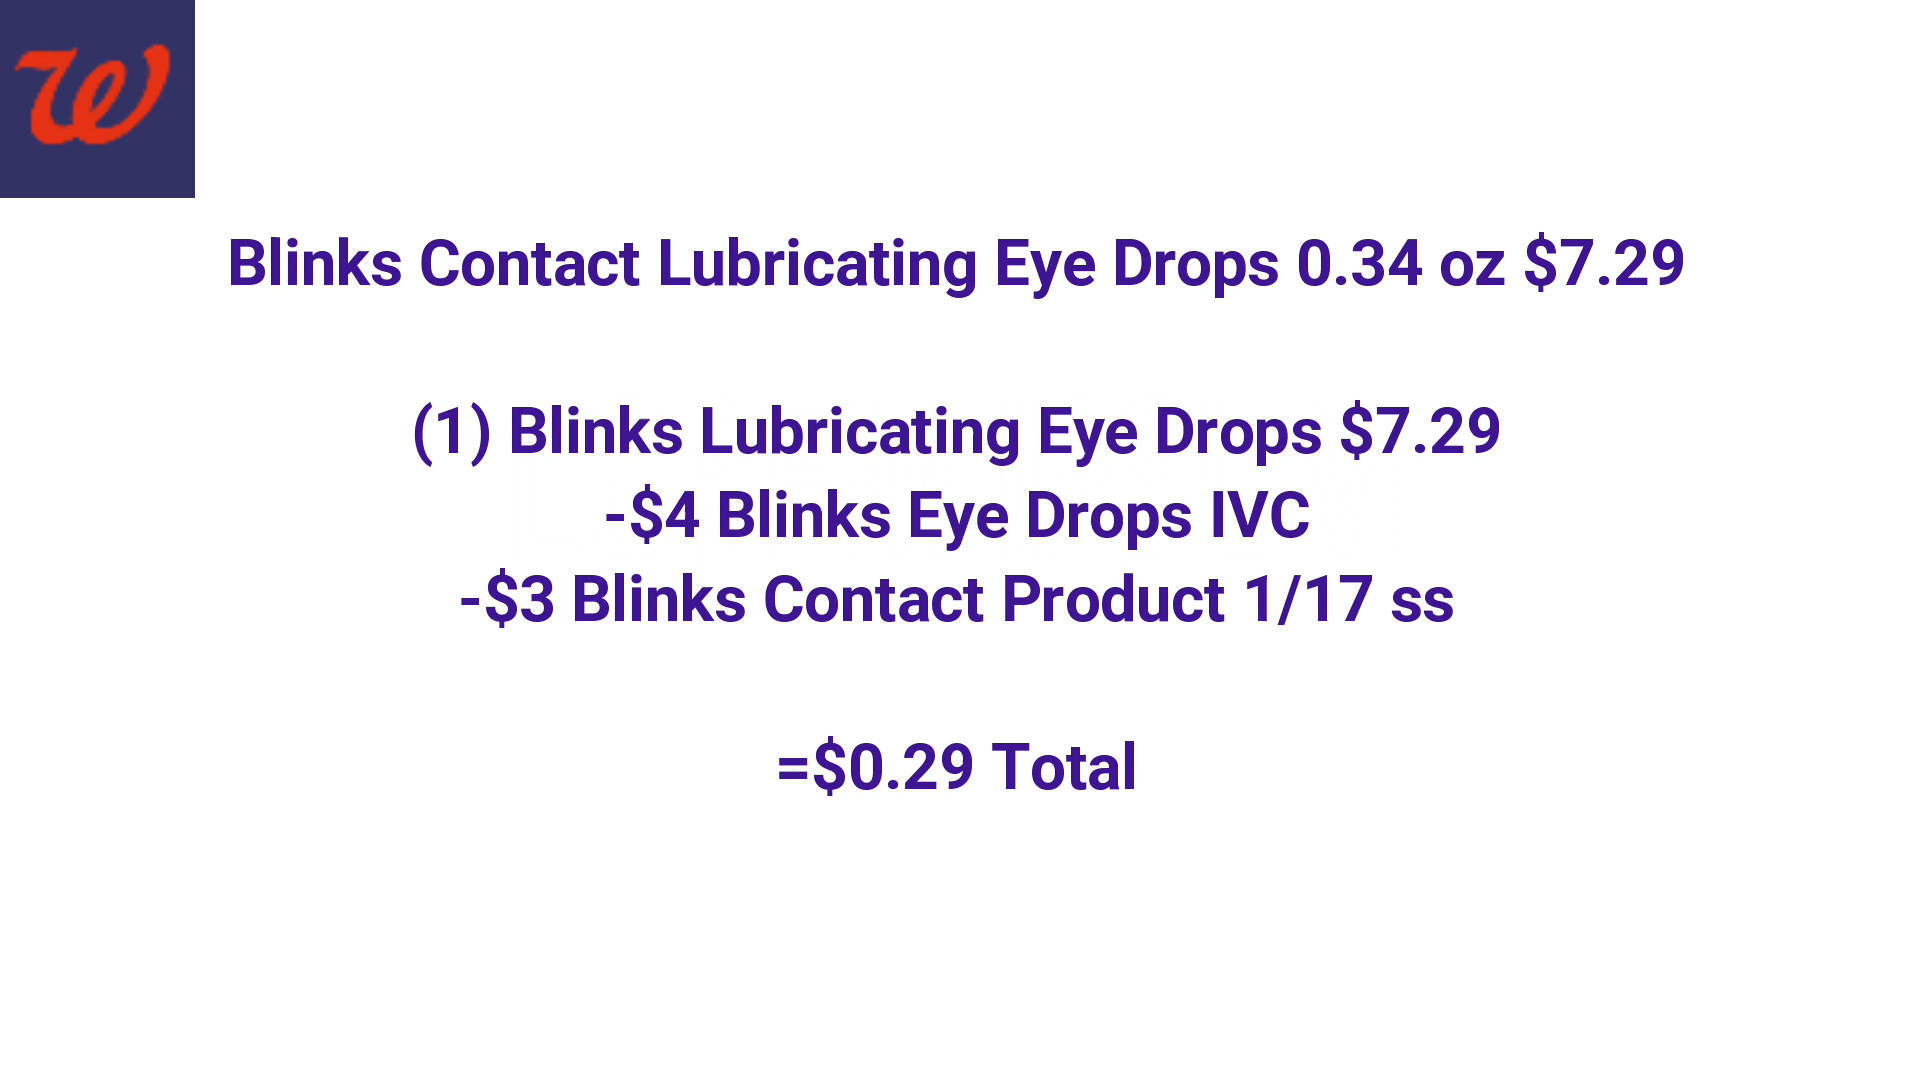 W
Blinks Contact Lubricating Eye Drops 0.34 oz $7.29
(1) Blinks Lubricating Eye Drops $7.29
-$4 Blinks Eye Drops IVC
-$3 Blinks Contact Product 1/17 ss
=$0.29 Total